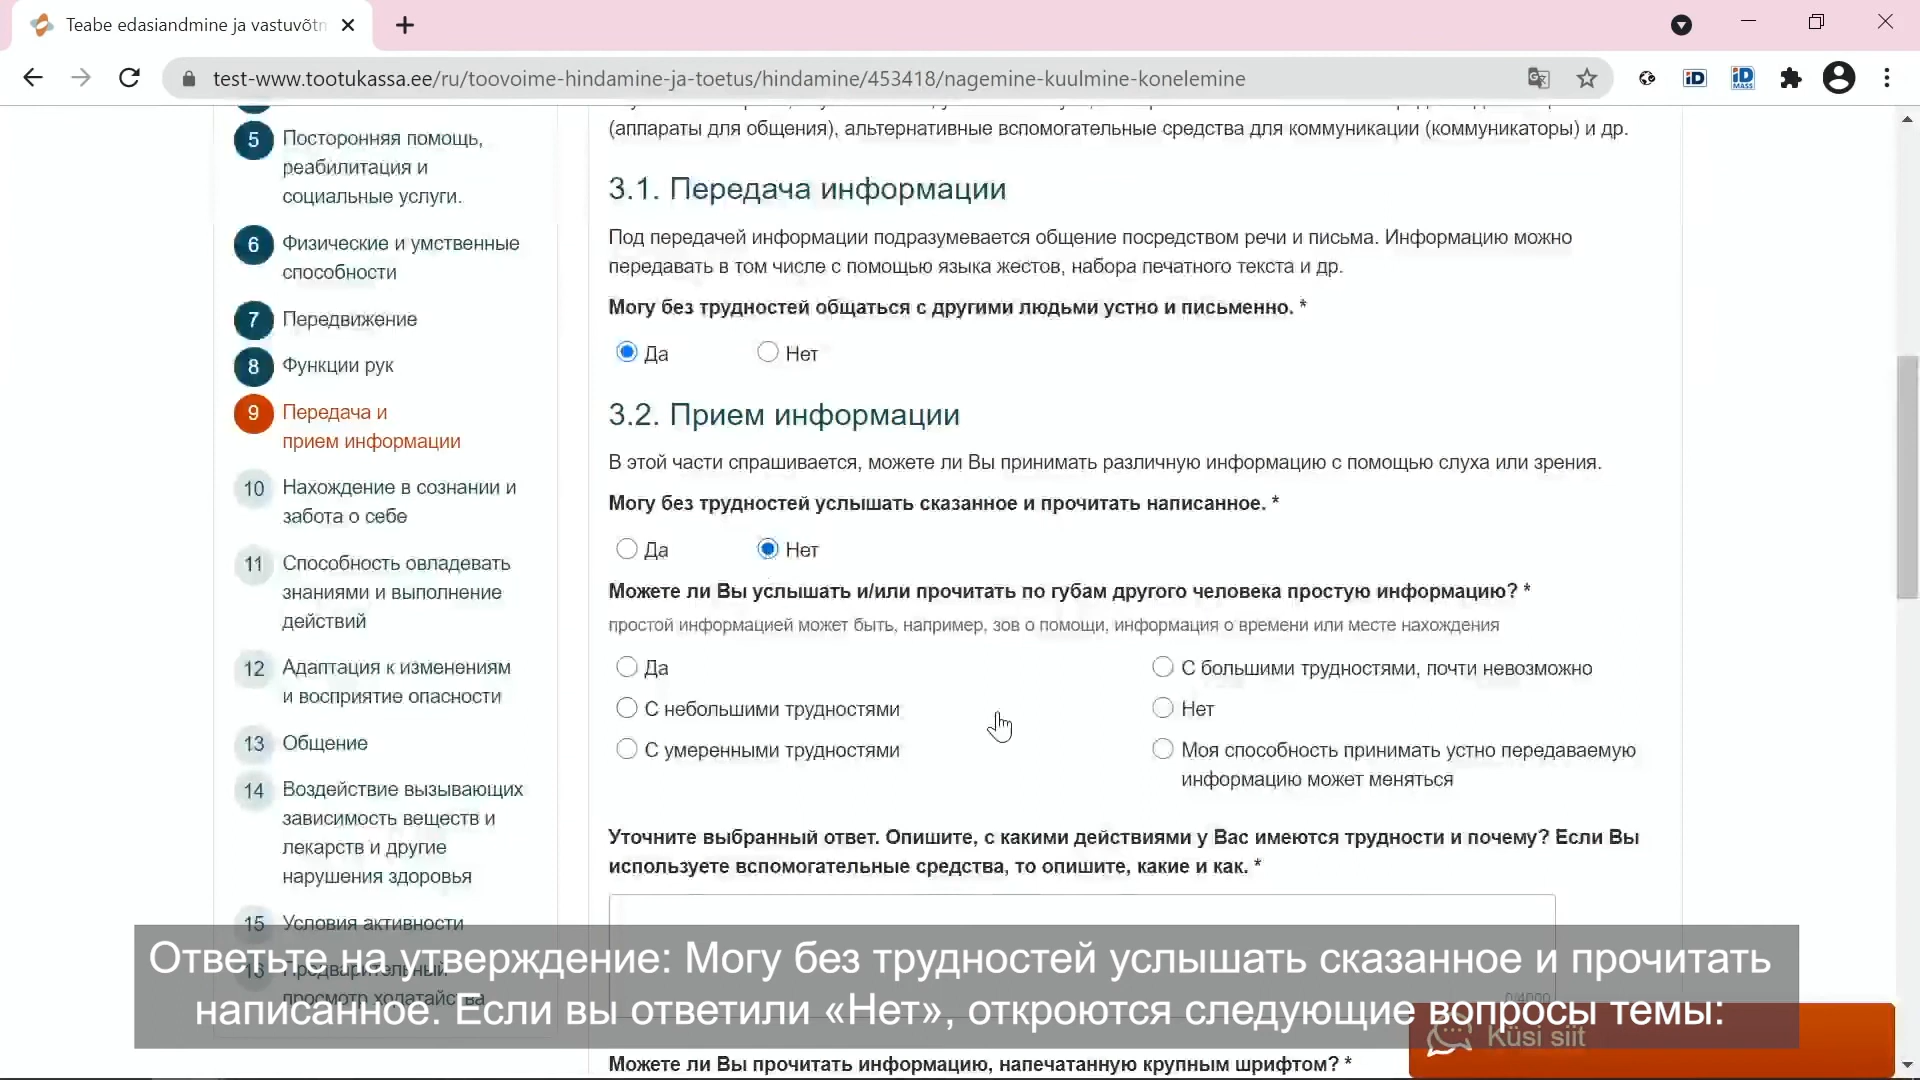 Teabe edasiandmine ja vastuvõtm
test-www.tootukassa.ee/ru/toovoime-hindamine-ja-toetus/hindamine/453418/nagemine-kuulmine-konelemine
iD
iD
MASS
5 Посторонняя помощь,
реабилитация и
социальные услуги.
6 Физические и умственные
способности
7 Передвижение
8 Функции рук
9 Передача и
прием информации
10 Нахождение в сознании и
забота о себе
11 Способность овладевать
знаниями и выполнение
действий
12 Адаптация к изменениям
и восприятие опасности
13 Общение
14 Воздействие вызывающих
зависимость веществ и
лекарств и другие
нарушения здоровья
15 Условия активности
16 Предварительный
просмотр ходатайства
(аппараты для общения), альтернативные вспомогательные средства для коммуникации (коммуникаторы) и др.
3.1. Передача информации
Под передачей информации подразумевается общение посредством речи и письма. Информацию можно
передавать в том числе с помощью языка жестов, набора печатного текста и др.
Могу без трудностей общаться с другими людьми устно и письменно. *
Да Нет
3.2. Прием информации
В этой части спрашивается, можете ли Вы принимать различную информацию с помощью слуха или зрения.
Могу без трудностей услышать сказанное и прочитать написанное. *
Да Нет
Можете ли Вы услышать и/или прочитать по губам другого человека простую информацию? *
простой информацией может быть, например, зов о помощи, информация о времени или месте нахождения
Да
С небольшими трудностями
С умеренными трудностями
С большими трудностями, почти невозможно
Нет
Моя способность принимать устно передаваемую
информацию может меняться
Уточните выбранный ответ. Опишите, с какими действиями у Вас имеются трудности и почему? Если Вы
используете вспомогательные средства, то опишите, какие и как. *
0/4000
Можете ли Вы прочитать информацию, напечатанную крупным шрифтом? *
Küsi siit
Ответьте на утверждение: Могу без трудностей услышать сказанное и прочитать
написанное. Если вы ответили «Нет», откроются следующие вопросы темы: